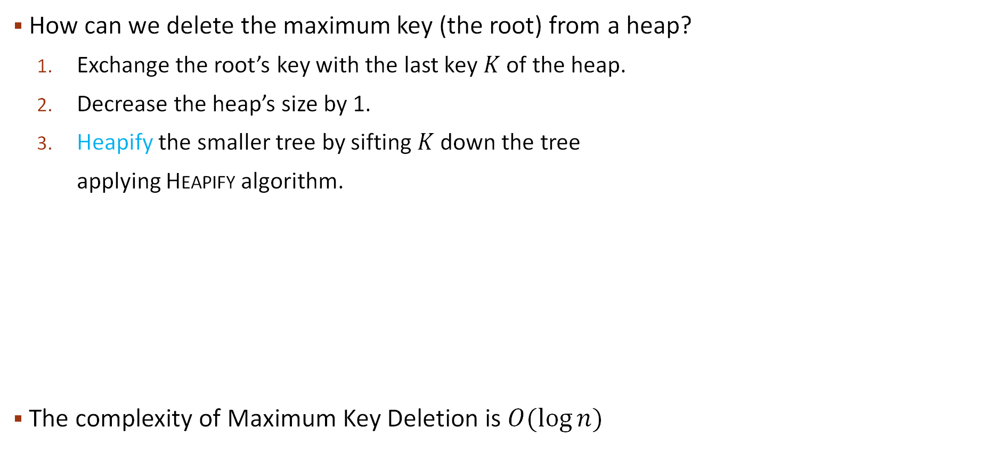 ▪ How can we delete the maximum key (the root) from a heap?
1. Exchange the root’s key with the last key K of the heap.
2. Decrease the heap’s size by 1.
3. Heapify the smaller tree by sifting K down the tree
applying HEAPIFY algorithm.
▪ The complexity of Maximum Key Deletion is O(log n)